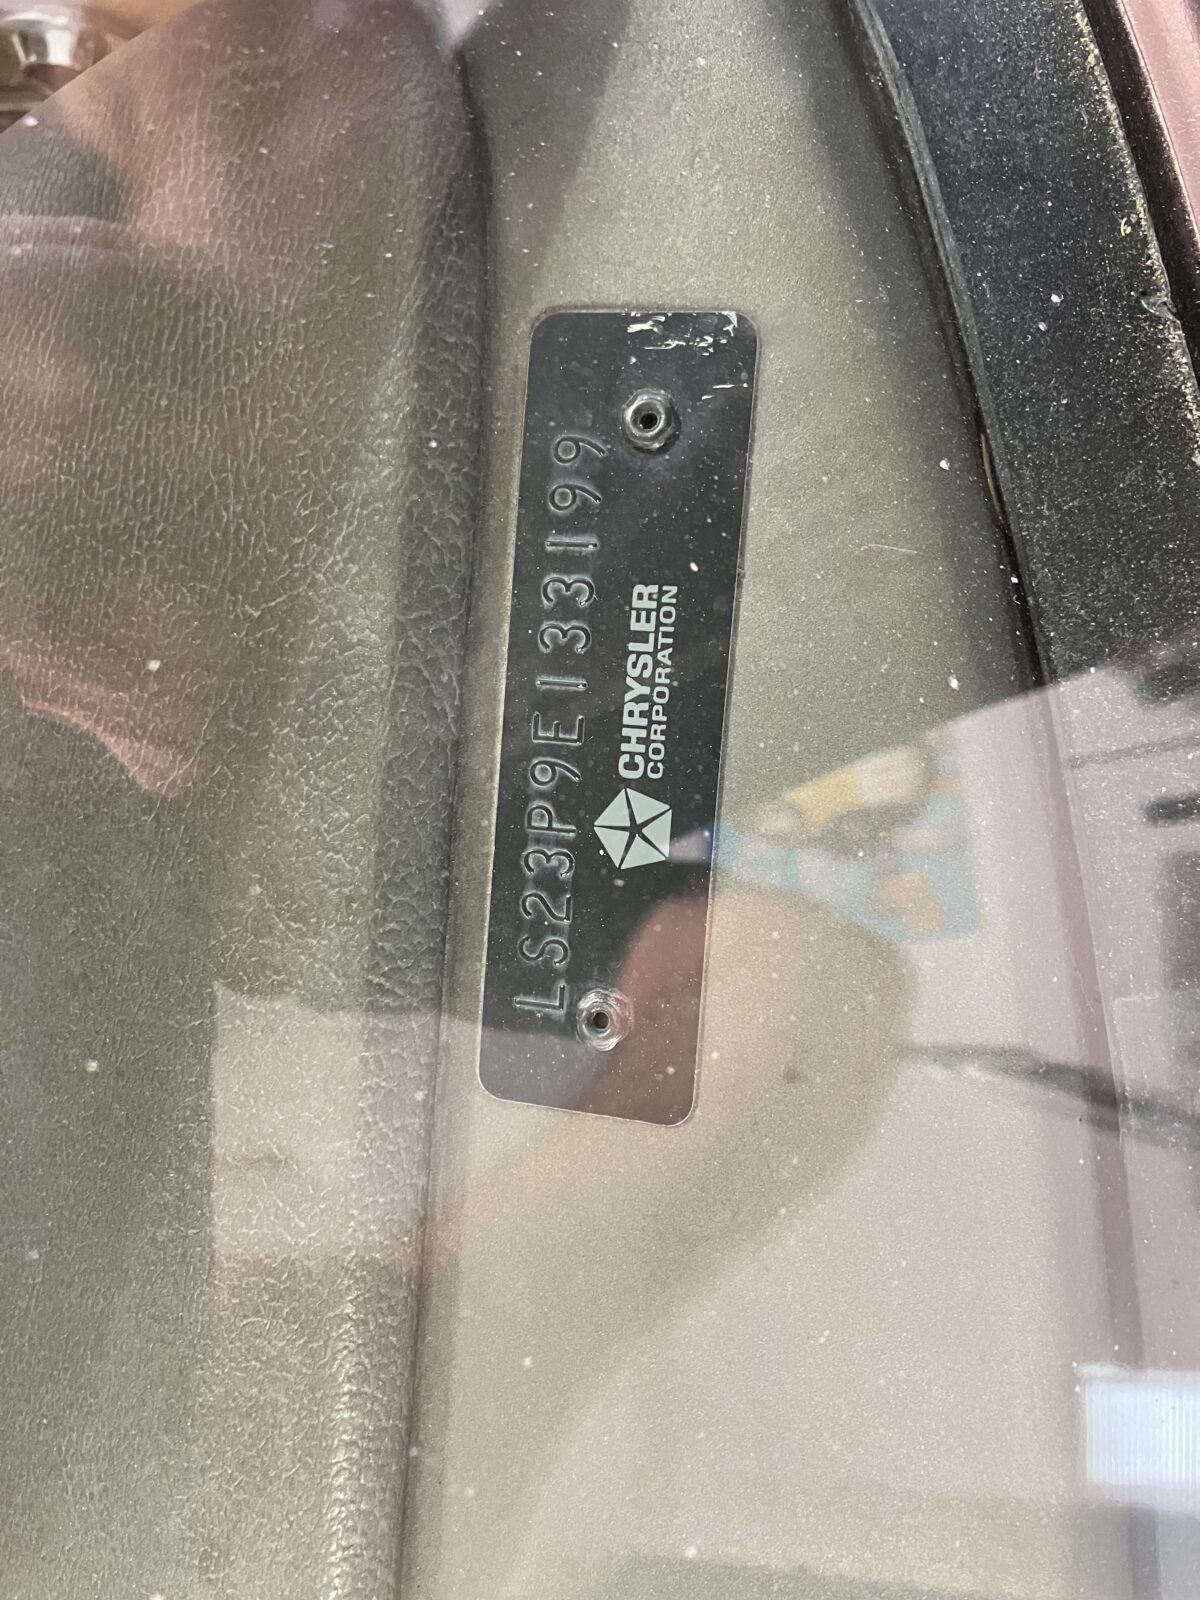 LS23P9E133199
CHRYSLER
CORPORATION